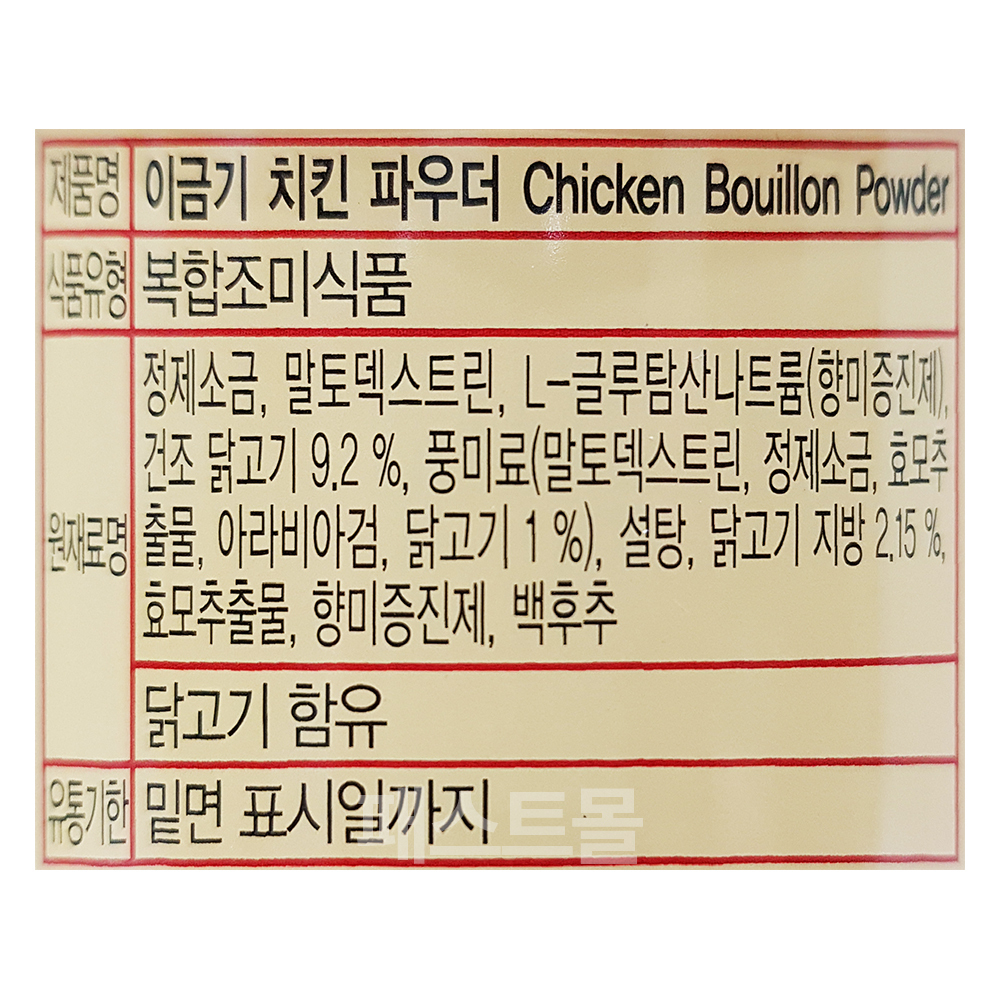 제품명 이금기 치킨 파우더 Chicken Bouillon Powder
식품유형 복합조미식품
원재료명 정제소금, 말토덱스트린, L-글루탐산나트륨(향미증진제),
건조 닭고기 9.2 %, 풍미료(말토덱스트린, 정제소금, 효모추
출물, 아라비아검, 닭고기 1 %), 설탕, 닭고기 지방 2.15 %,
효모추출물, 향미증진제, 백후추
닭고기 함유
유통기한 밑면 표시일까지
패스트몰